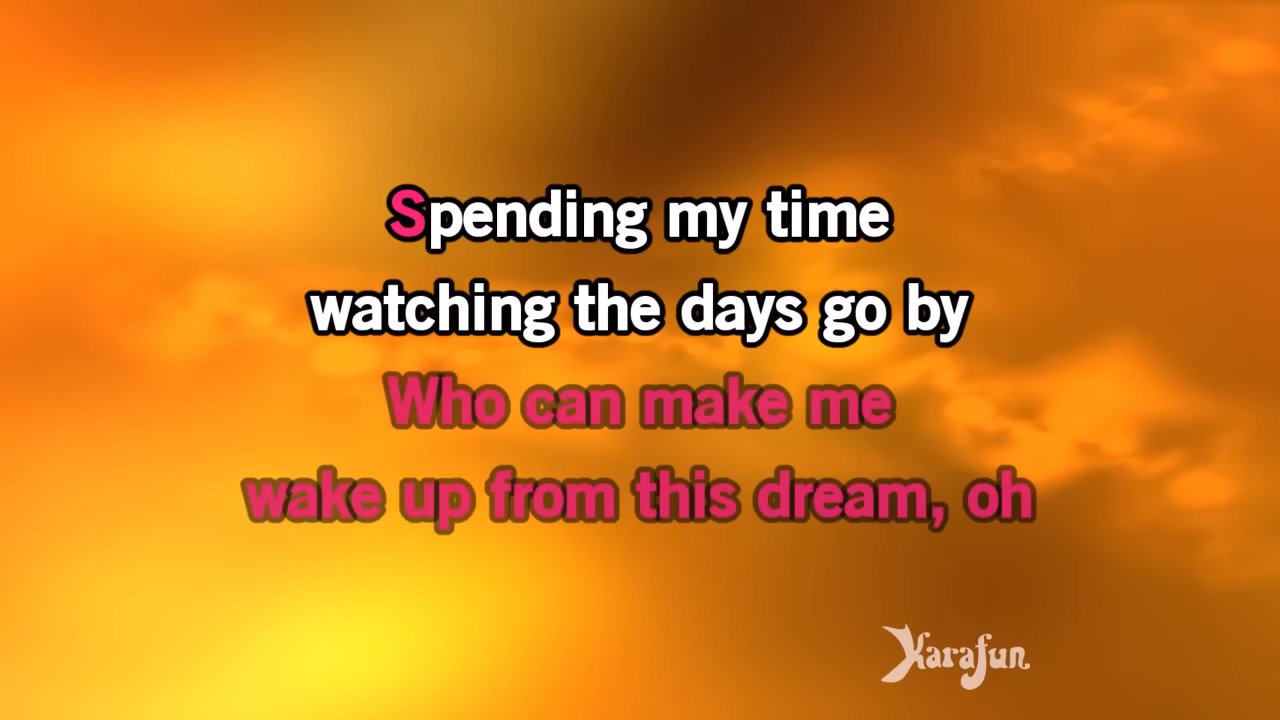 Spending my time
watching the days go by
Who can make me
wake up from this dream, oh
Karafun